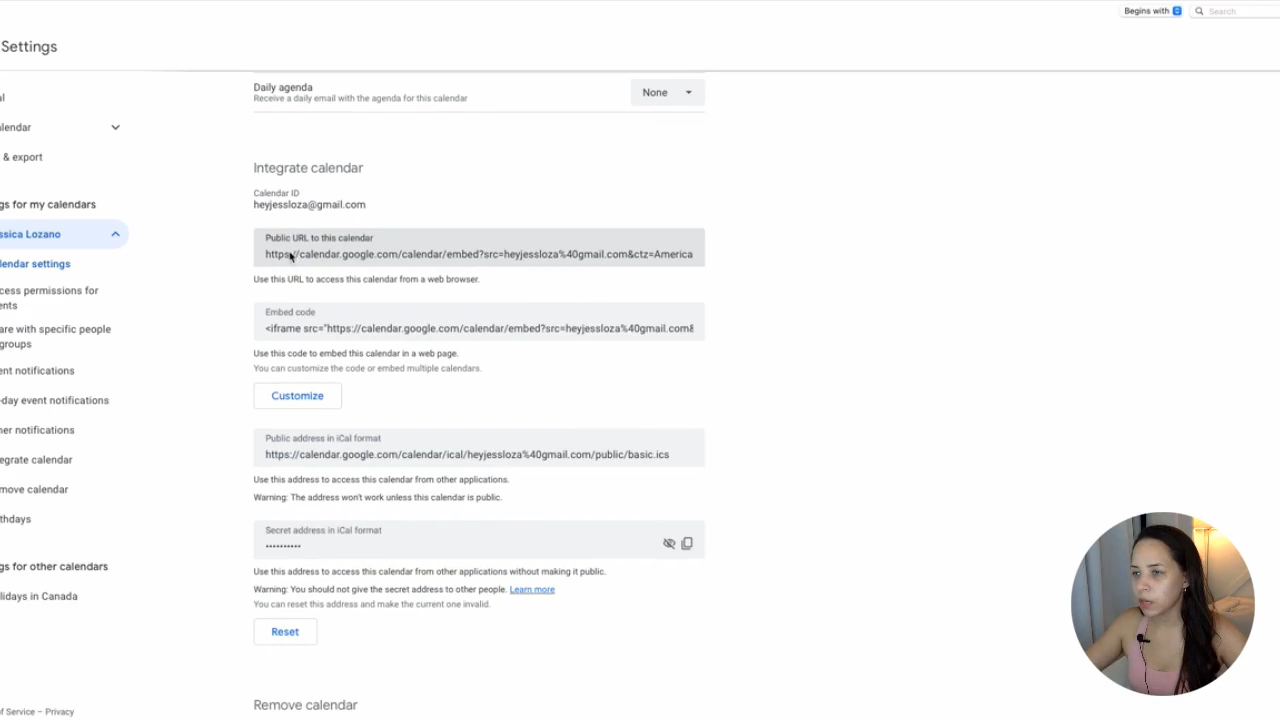 Begins with
Search
Settings
al
alendar
& export
gs for my calendars
ssica Lozano
lendar settings
cess permissions for
ents
are with specific people
groups
ent notifications
-day event notifications
her notifications
egrate calendar
move calendar
thdays
gs for other calendars
lidays in Canada
of Service – Privacy
Daily agenda
Receive a daily email with the agenda for this calendar
None
Integrate calendar
Calendar ID
heyjessloza@gmail.com
Public URL to this calendar
https://calendar.google.com/calendar/embed?src=heyjessloza%40gmail.com&ctz=America
Use this URL to access this calendar from a web browser.
Embed code
<iframe src="https://calendar.google.com/calendar/embed?src=heyjessloza%40gmail.com&
Use this code to embed this calendar in a web page.
You can customize the code or embed multiple calendars.
Customize
Public address in iCal format
https://calendar.google.com/calendar/ical/heyjessloza%40gmail.com/public/basic.ics
Use this address to access this calendar from other applications.
Warning: The address won't work unless this calendar is public.
Secret address in iCal format
••••••••••
Use this address to access this calendar from other applications without making it public.
Warning: You should not give the secret address to other people. Learn more
You can reset this address and make the current one invalid.
Reset
Remove calendar